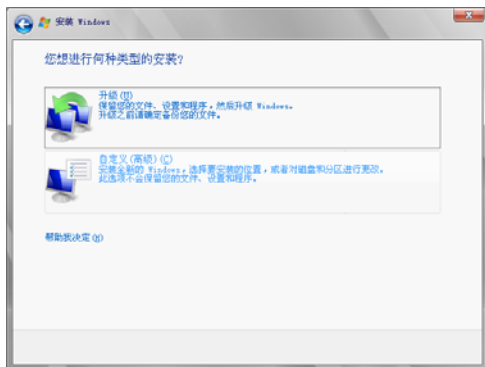 安装 Windows
您想进行何种类型的安装?
升级(U)
保留您的文件、设置和程序，然后升级 Windows。
升级之前请确定备份您的文件。
自定义(高级)(C)
安装全新的 Windows，选择要安装的位置，或者对磁盘和分区进行更改。
此选项不会保留您的文件、设置和程序。
帮助我决定(H)